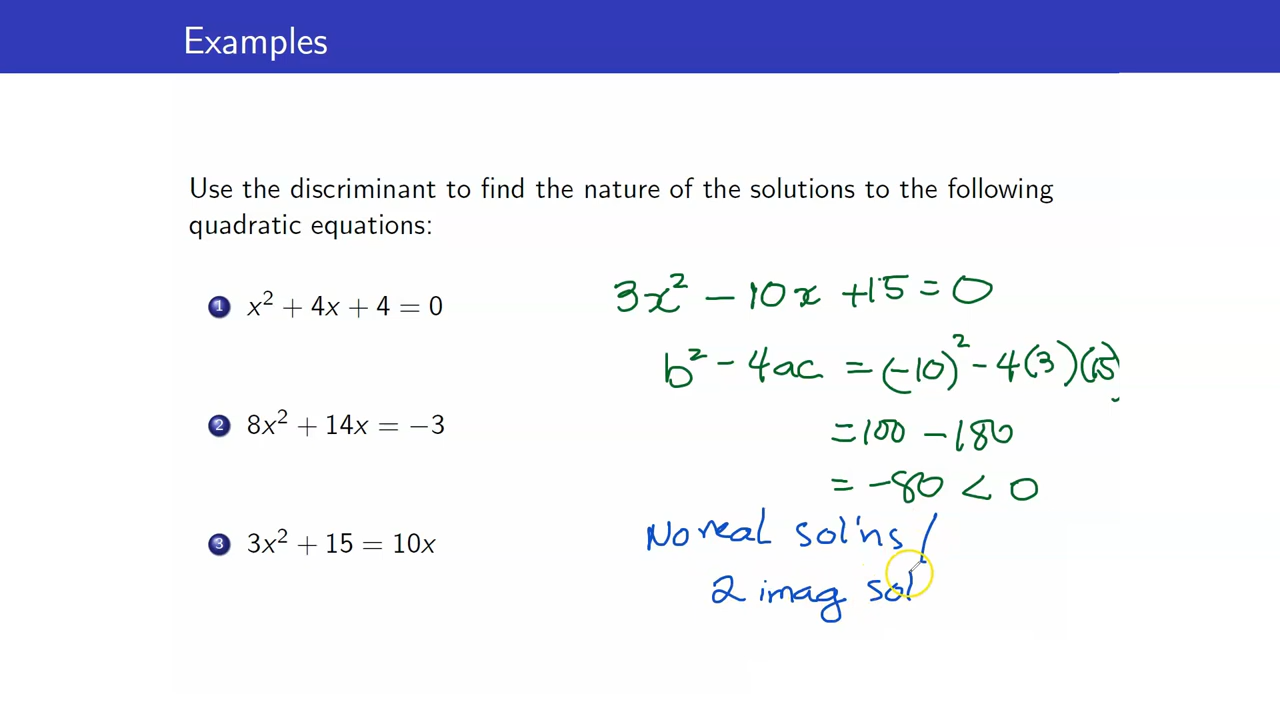 Examples
Use the discriminant to find the nature of the solutions to the following
quadratic equations:
1 x² + 4x + 4 = 0
2 8x² + 14x = −3
3 3x² + 15 = 10x
3x² − 10x + 15 = 0
b² − 4ac = (−10)² − 4(3)(15)
= 100 − 180
= −80 < 0
No real sol'ns /
2 imag sol